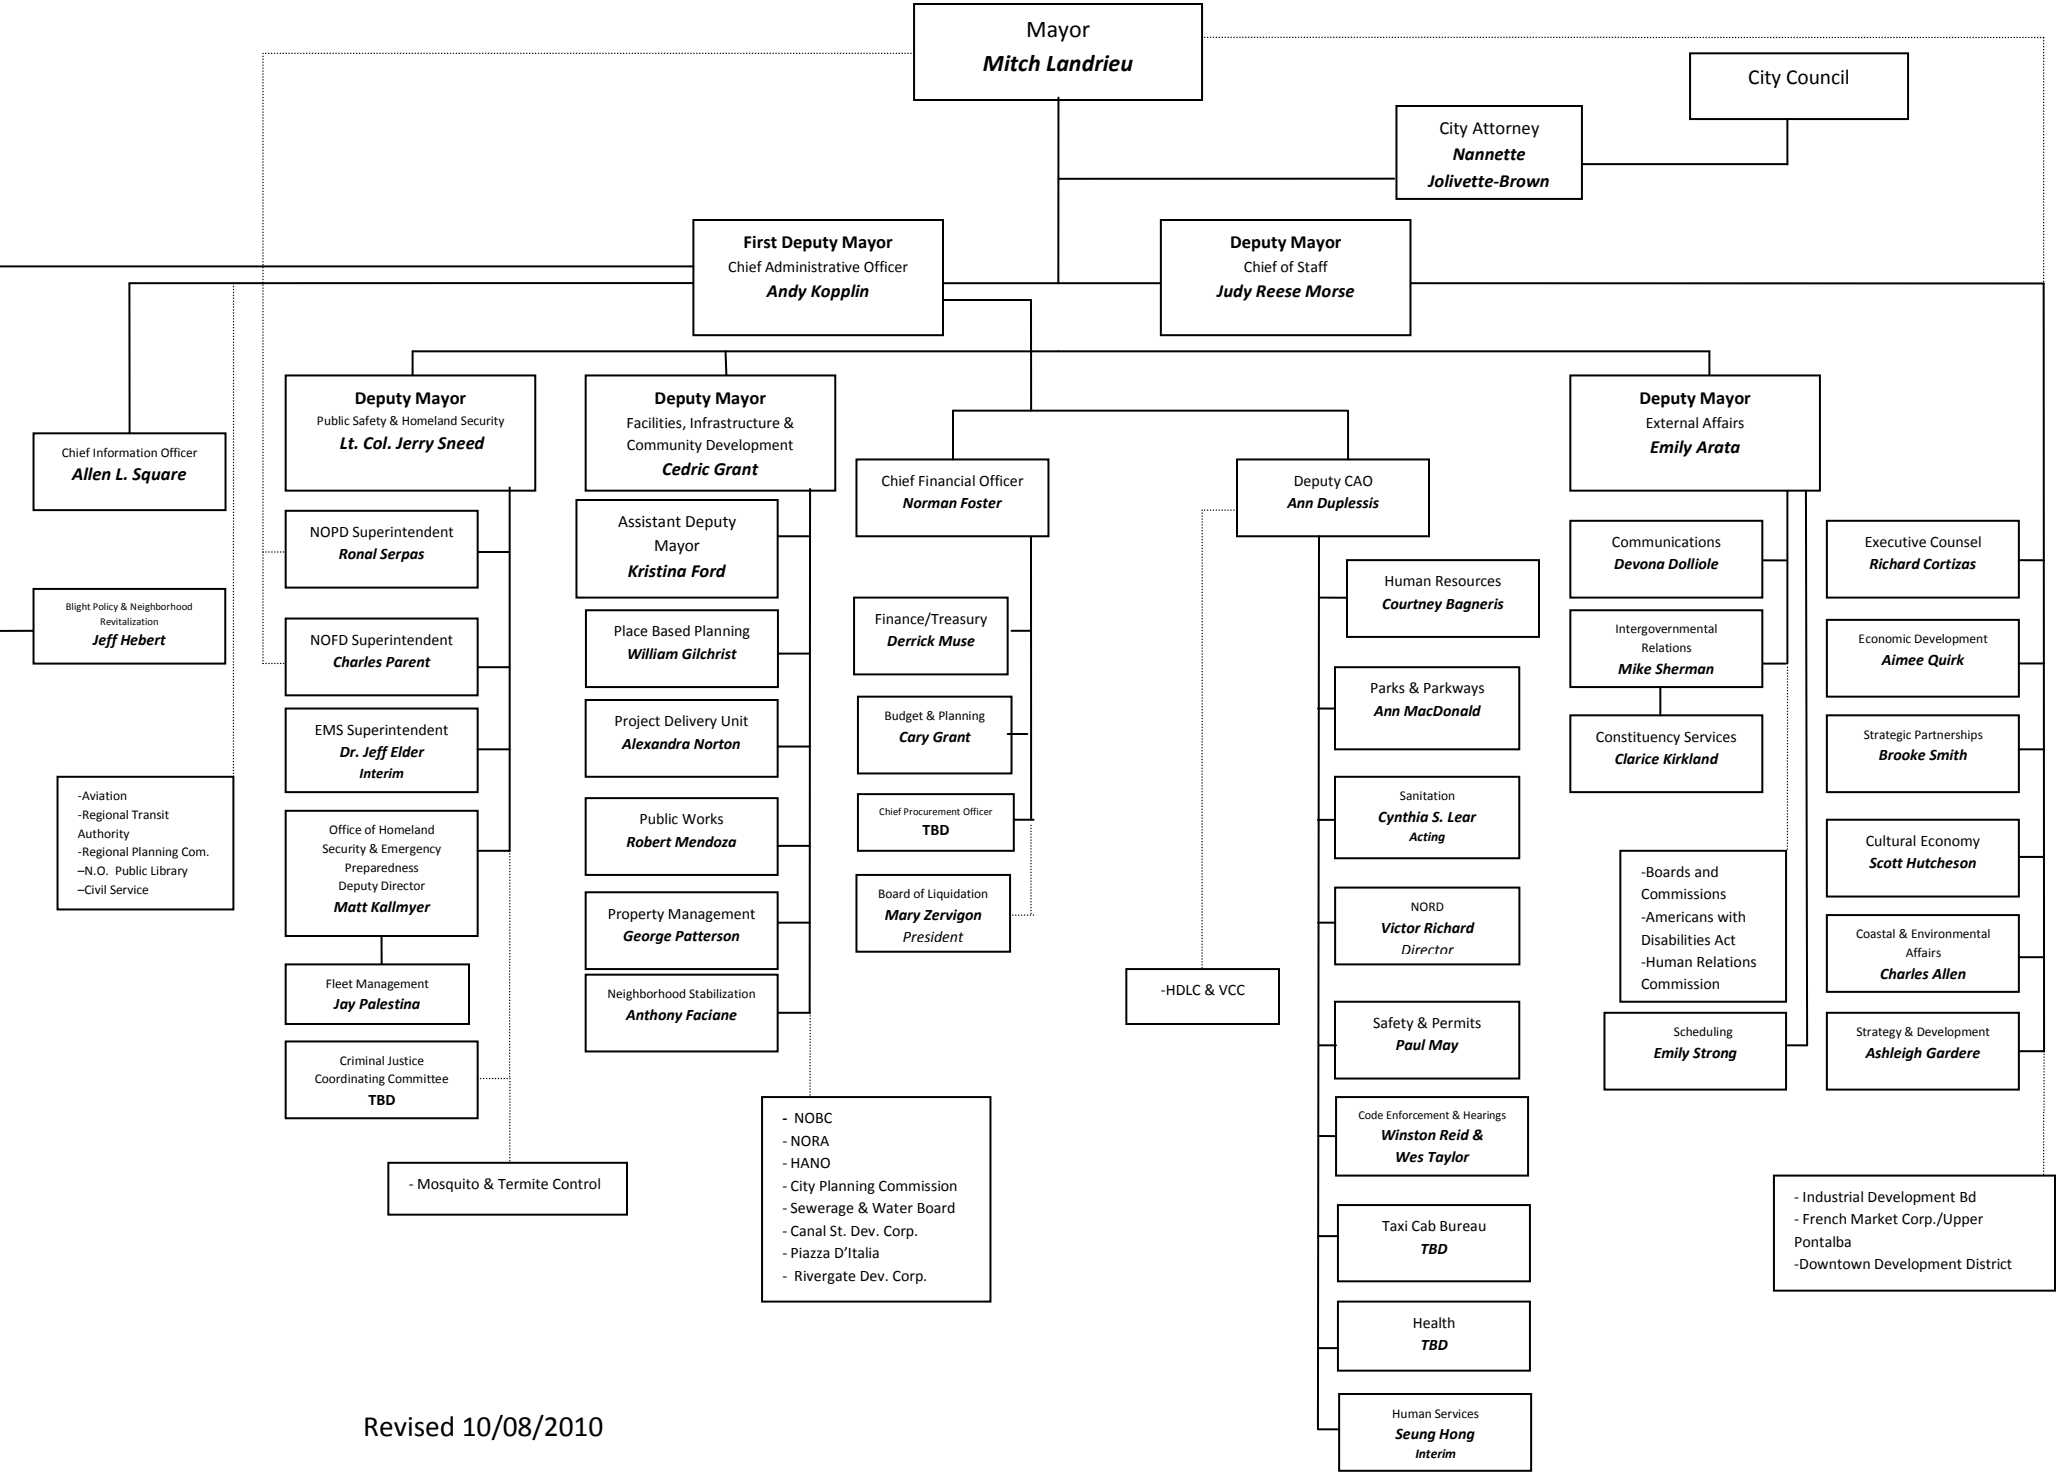 Mayor
Mitch Landrieu
City Council
City Attorney
Nannette
Jolivette-Brown
First Deputy Mayor
Chief Administrative Officer
Andy Kopplin
Deputy Mayor
Chief of Staff
Judy Reese Morse
Chief Information Officer
Allen L. Square
Blight Policy & Neighborhood
Revitalization
Jeff Hebert
-Aviation
-Regional Transit
Authority
-Regional Planning Com.
–N.O. Public Library
–Civil Service
Deputy Mayor
Public Safety & Homeland Security
Lt. Col. Jerry Sneed
NOPD Superintendent
Ronal Serpas
NOFD Superintendent
Charles Parent
EMS Superintendent
Dr. Jeff Elder
Interim
Office of Homeland
Security & Emergency
Preparedness
Deputy Director
Matt Kallmyer
Fleet Management
Jay Palestina
Criminal Justice
Coordinating Committee
TBD
- Mosquito & Termite Control
Deputy Mayor
Facilities, Infrastructure &
Community Development
Cedric Grant
Assistant Deputy
Mayor
Kristina Ford
Place Based Planning
William Gilchrist
Project Delivery Unit
Alexandra Norton
Public Works
Robert Mendoza
Property Management
George Patterson
Neighborhood Stabilization
Anthony Faciane
- NOBC
- NORA
- HANO
- City Planning Commission
- Sewerage & Water Board
- Canal St. Dev. Corp.
- Piazza D’Italia
- Rivergate Dev. Corp.
Chief Financial Officer
Norman Foster
Finance/Treasury
Derrick Muse
Budget & Planning
Cary Grant
Chief Procurement Officer
TBD
Board of Liquidation
Mary Zervigon
President
Deputy CAO
Ann Duplessis
-HDLC & VCC
Human Resources
Courtney Bagneris
Parks & Parkways
Ann MacDonald
Sanitation
Cynthia S. Lear
Acting
NORD
Victor Richard
Director
Safety & Permits
Paul May
Code Enforcement & Hearings
Winston Reid &
Wes Taylor
Taxi Cab Bureau
TBD
Health
TBD
Human Services
Seung Hong
Interim
Deputy Mayor
External Affairs
Emily Arata
Communications
Devona Dolliole
Intergovernmental
Relations
Mike Sherman
Constituency Services
Clarice Kirkland
-Boards and
Commissions
-Americans with
Disabilities Act
-Human Relations
Commission
Scheduling
Emily Strong
Executive Counsel
Richard Cortizas
Economic Development
Aimee Quirk
Strategic Partnerships
Brooke Smith
Cultural Economy
Scott Hutcheson
Coastal & Environmental
Affairs
Charles Allen
Strategy & Development
Ashleigh Gardere
- Industrial Development Bd
- French Market Corp./Upper
Pontalba
-Downtown Development District
Revised 10/08/2010